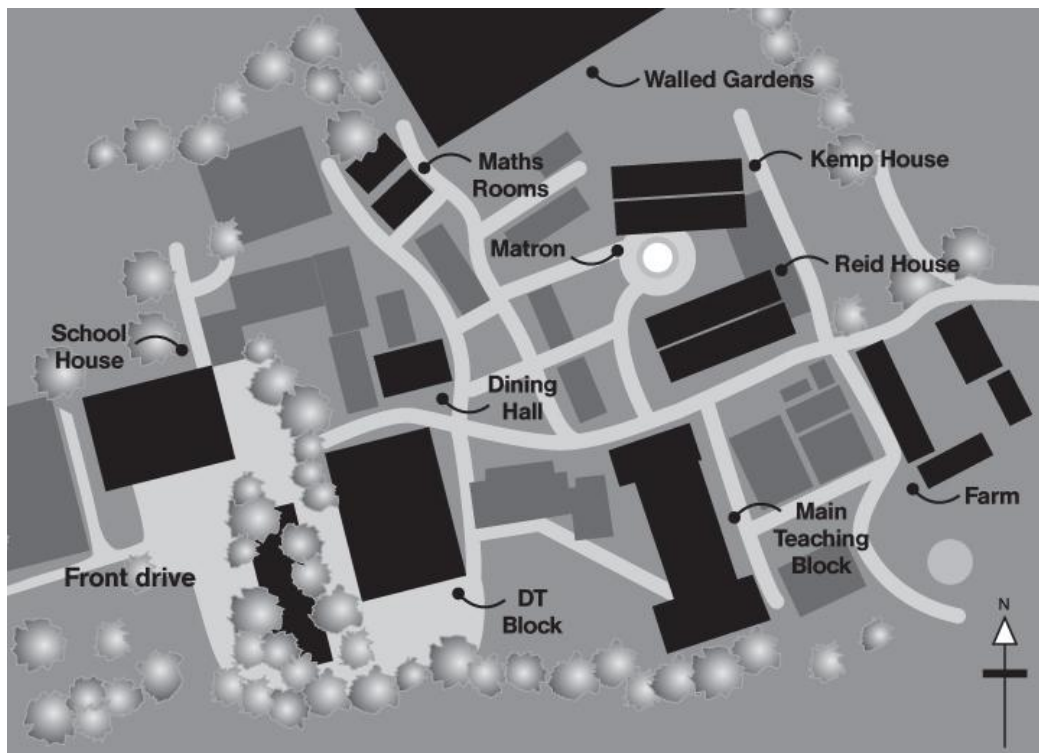 Walled Gardens
Maths
Rooms
Kemp House
Matron
Reid House
School
House
Dining
Hall
Farm
Main
Teaching
Block
Front drive
DT
Block
N